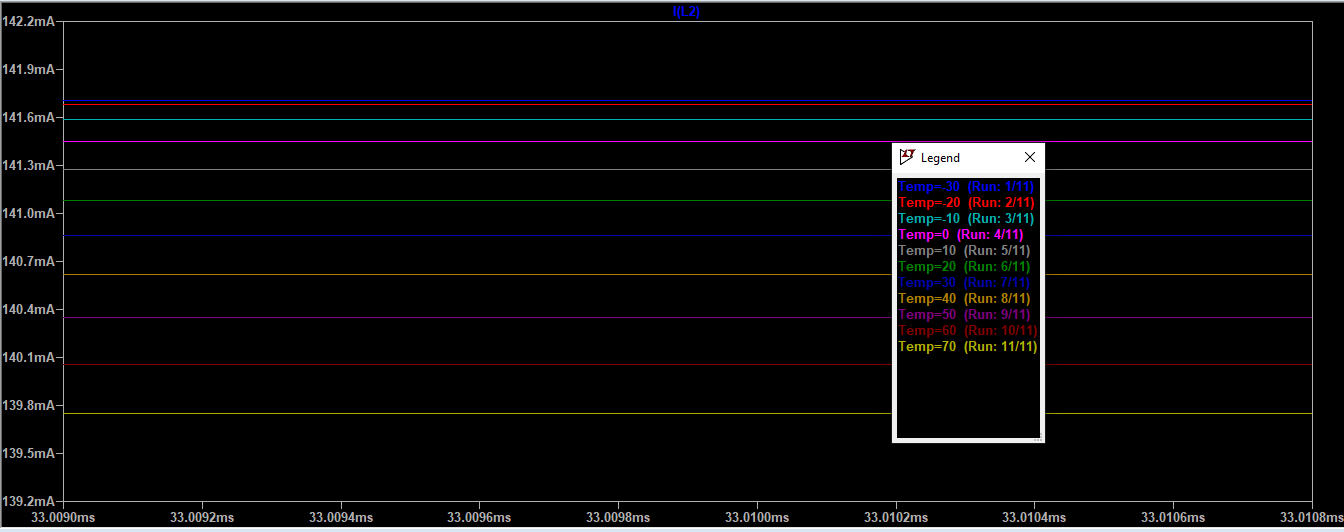 I(L2)
142.2mA
141.9mA
141.6mA
141.3mA
141.0mA
140.7mA
140.4mA
140.1mA
139.8mA
139.5mA
139.2mA
Legend
Temp=-30 (Run: 1/11)
Temp=-20 (Run: 2/11)
Temp=-10 (Run: 3/11)
Temp=0 (Run: 4/11)
Temp=10 (Run: 5/11)
Temp=20 (Run: 6/11)
Temp=30 (Run: 7/11)
Temp=40 (Run: 8/11)
Temp=50 (Run: 9/11)
Temp=60 (Run: 10/11)
Temp=70 (Run: 11/11)
33.0090ms 33.0092ms 33.0094ms 33.0096ms 33.0098ms 33.0100ms 33.0102ms 33.0104ms 33.0106ms 33.0108ms